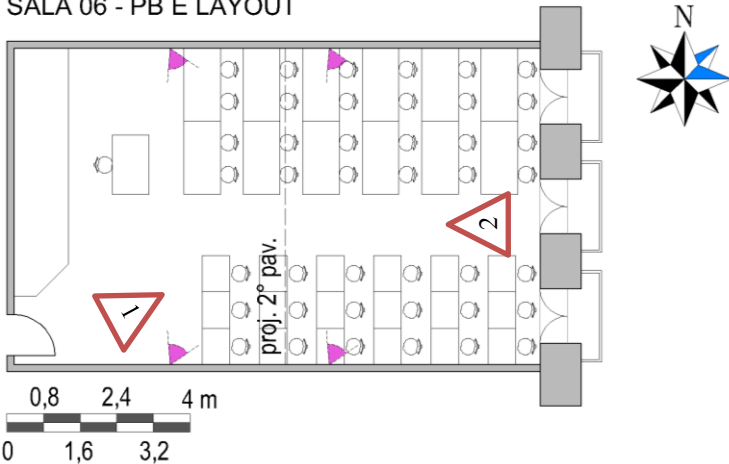 SALA 06 - PB E LAYOUT
N
2
proj. 2° pav.
1
0,8 2,4 4 m
0 1,6 3,2